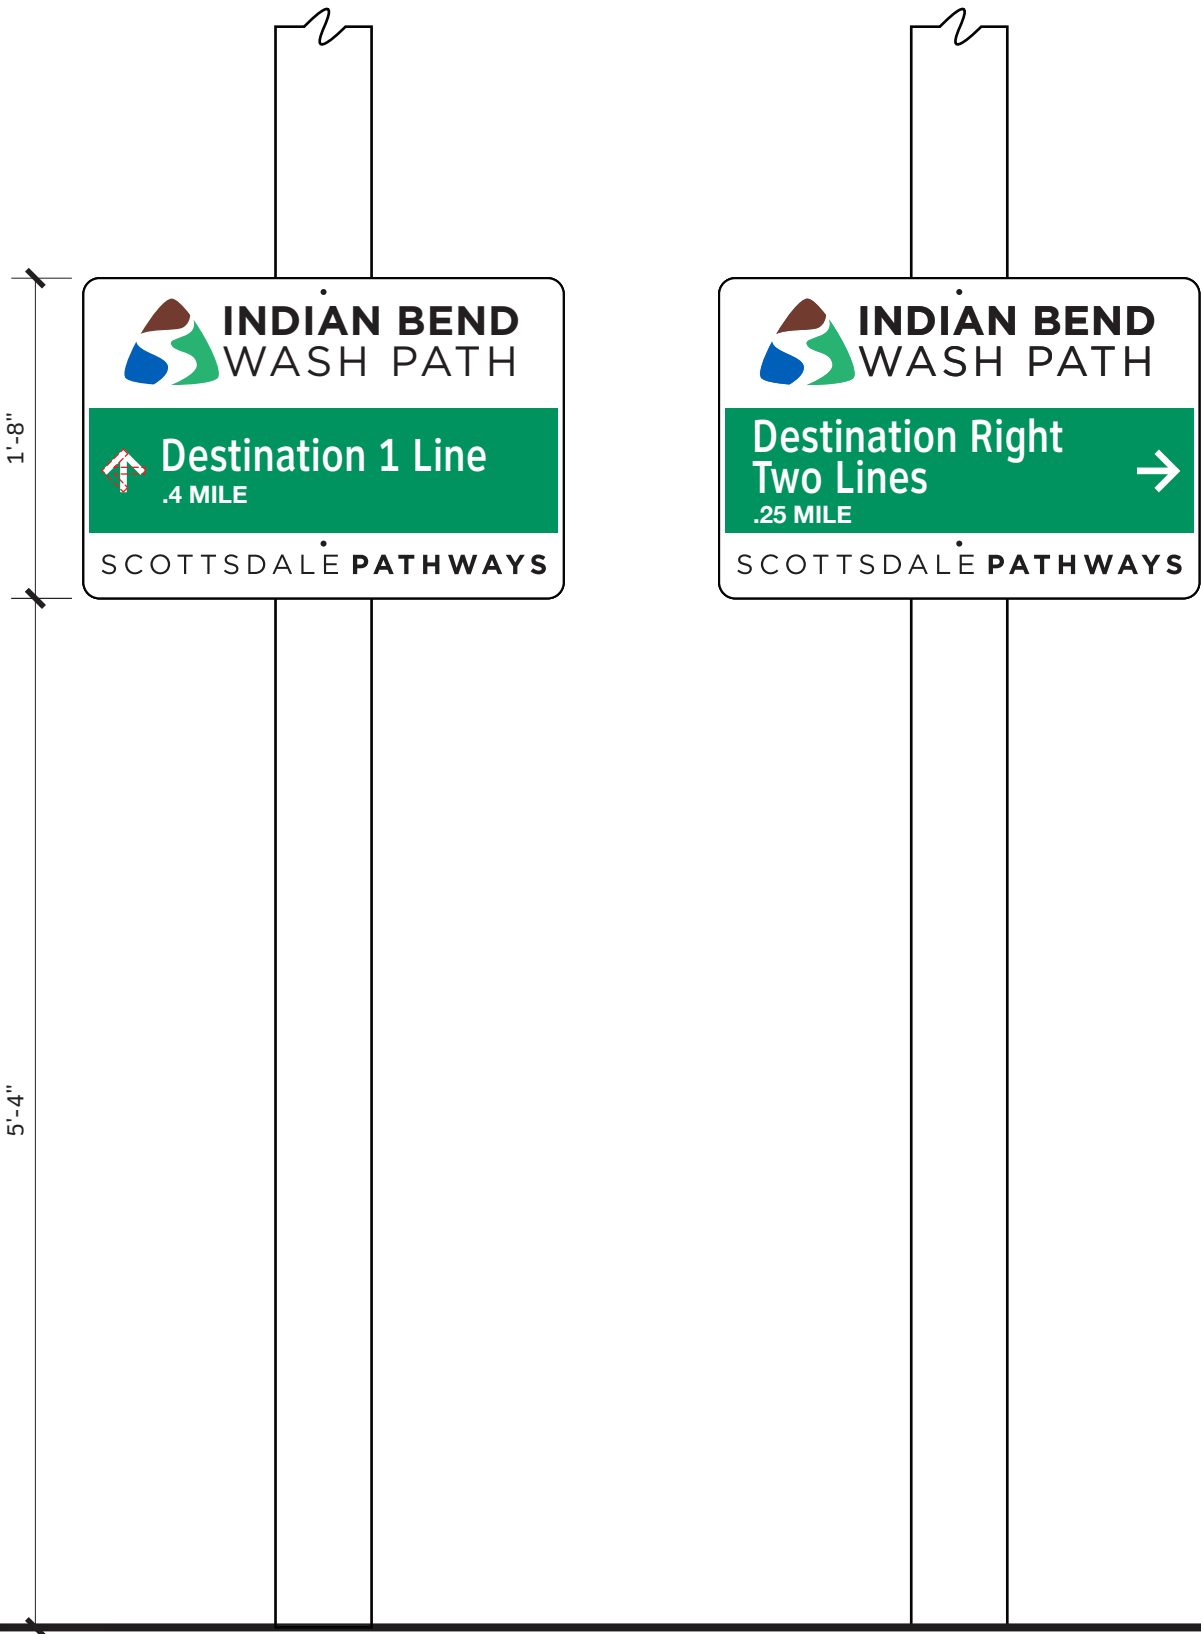 INDIAN BEND
WASH PATH
Destination 1 Line
.4 MILE
SCOTTSDALE PATHWAYS
INDIAN BEND
WASH PATH
Destination Right
Two Lines
.25 MILE
SCOTTSDALE PATHWAYS
1'-8"
5'-4"